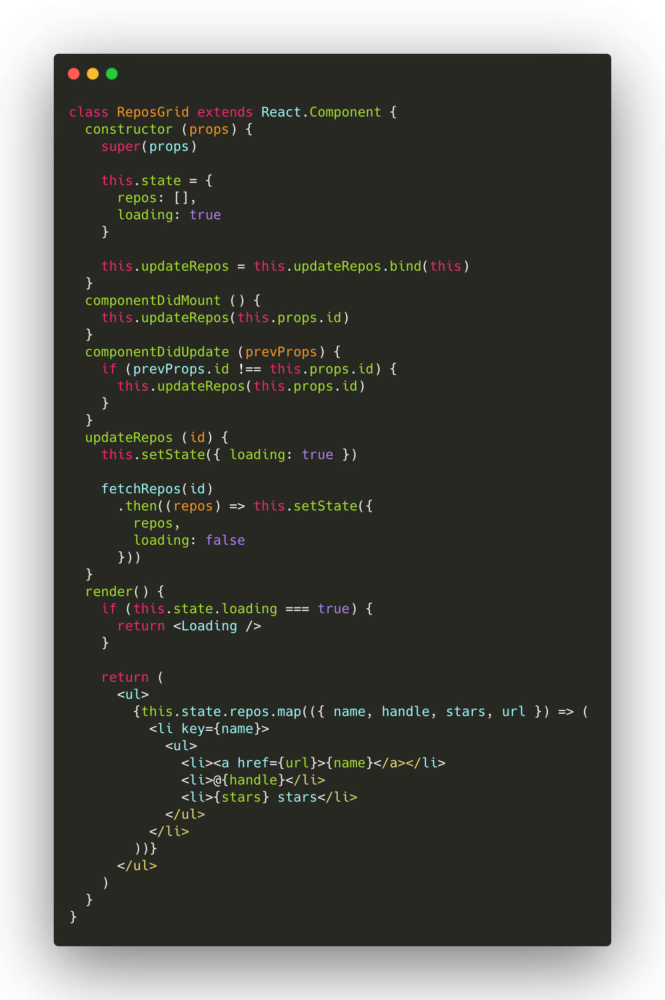 class ReposGrid extends React.Component {
  constructor (props) {
    super(props)

    this.state = {
      repos: [],
      loading: true
    }

    this.updateRepos = this.updateRepos.bind(this)
  }
  componentDidMount () {
    this.updateRepos(this.props.id)
  }
  componentDidUpdate (prevProps) {
    if (prevProps.id !== this.props.id) {
      this.updateRepos(this.props.id)
    }
  }
  updateRepos (id) {
    this.setState({ loading: true })

    fetchRepos(id)
      .then((repos) => this.setState({
        repos,
        loading: false
      }))
  }
  render() {
    if (this.state.loading === true) {
      return <Loading />
    }

    return (
      <ul>
        {this.state.repos.map(({ name, handle, stars, url }) => (
          <li key={name}>
            <ul>
              <li><a href={url}>{name}</a></li>
              <li>@{handle}</li>
              <li>{stars} stars</li>
            </ul>
          </li>
        ))}
      </ul>
    )
  }
}